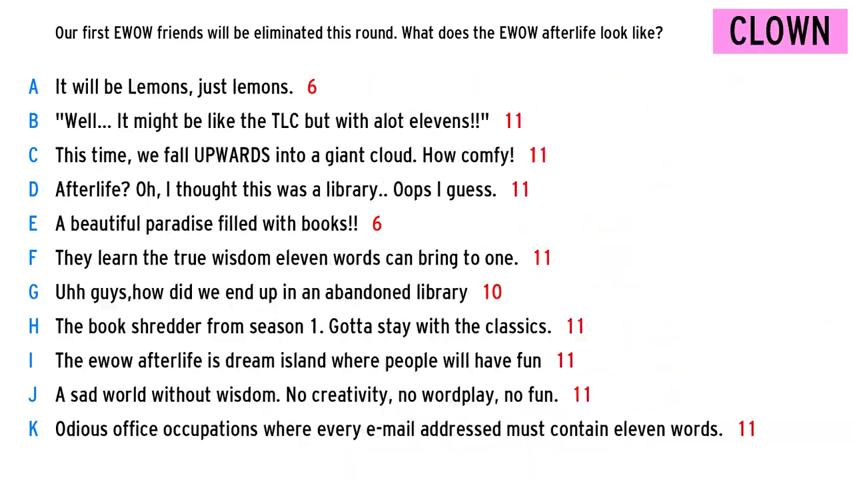 Our first EWOW friends will be eliminated this round. What does the EWOW afterlife look like?
CLOWN
A It will be Lemons, just lemons. 6
B "Well... It might be like the TLC but with alot elevens!!" 11
C This time, we fall UPWARDS into a giant cloud. How comfy! 11
D Afterlife? Oh, I thought this was a library.. Oops I guess. 11
E A beautiful paradise filled with books!! 6
F They learn the true wisdom eleven words can bring to one. 11
G Uhh guys,how did we end up in an abandoned library 10
H The book shredder from season 1. Gotta stay with the classics. 11
I The ewow afterlife is dream island where people will have fun 11
J A sad world without wisdom. No creativity, no wordplay, no fun. 11
K Odious office occupations where every e-mail addressed must contain eleven words. 11